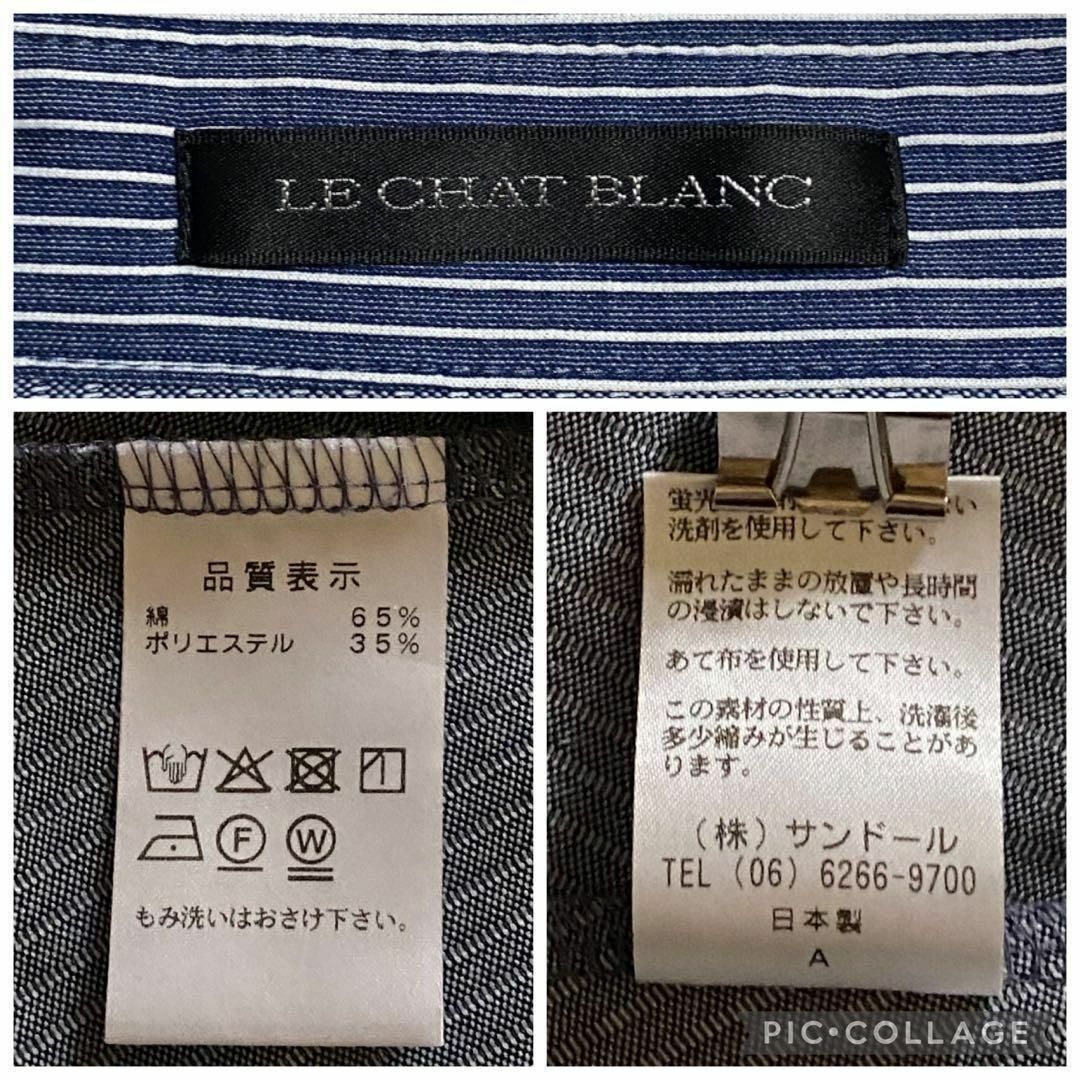 LE CHAT BLANC
品質表示
綿 65%
ポリエステル 35%
F W
もみ洗いはおさけ下さい。
蛍光 い
洗剤を使用して下さい。
濡れたままの放置や長時間
の浸漬はしないで下さい。
あて布を使用して下さい。
この素材の性質上、洗濯後
多少縮みが生じることがあ
ります。
(株)サンドール
TEL (06) 6266-9700
日本製
A
PIC•COLLAGE